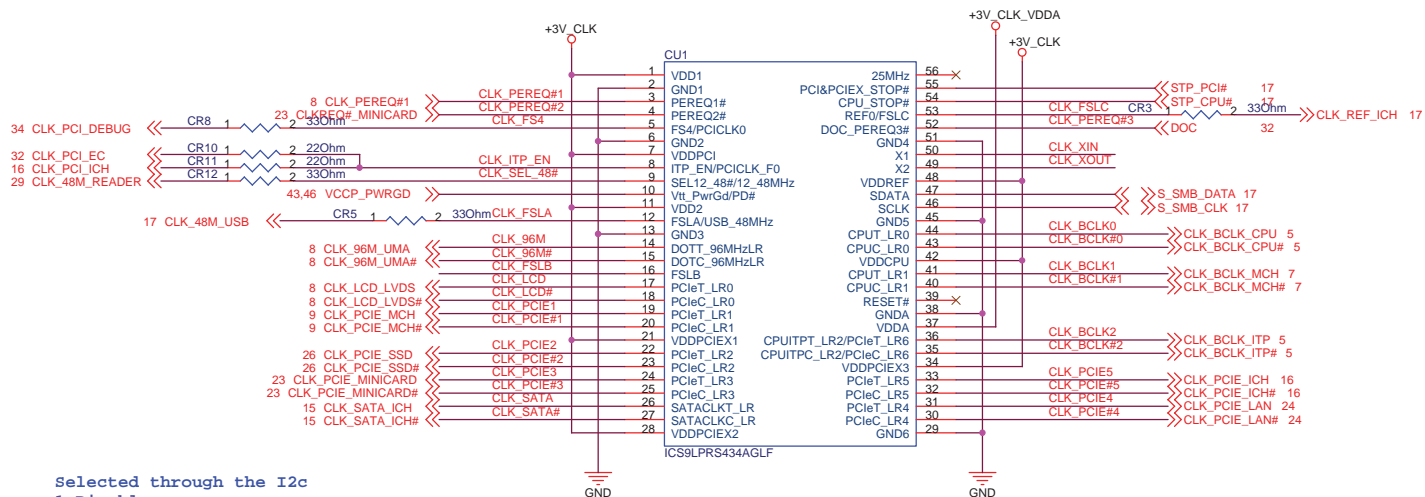 +3V_CLK_VDDA
+3V_CLK
+3V_CLK
CU1
1 VDD1
2 GND1
8 CLK_PEREQ#1 CLK_PEREQ#1 3 PEREQ1#
23 CLKREQ#_MINICARD CLK_PEREQ#2 4 PEREQ2#
34 CLK_PCI_DEBUG CR8 1 2 33Ohm CLK_FS4 5 FS4/PCICLK0
6 GND2
32 CLK_PCI_EC CR10 1 2 22Ohm 7 VDDPCI
16 CLK_PCI_ICH CR11 1 2 22Ohm CLK_ITP_EN 8 ITP_EN/PCICLK_F0
29 CLK_48M_READER CR12 1 2 33Ohm CLK_SEL_48# 9 SEL12_48#/12_48MHz
43,46 VCCP_PWRGD 10 Vtt_PwrGd/PD#
11 VDD2
17 CLK_48M_USB CR5 1 2 33Ohm CLK_FSLA 12 FSLA/USB_48MHz
13 GND3
8 CLK_96M_UMA CLK_96M 14 DOTT_96MHzLR
8 CLK_96M_UMA# CLK_96M# 15 DOTC_96MHzLR
CLK_FSLB 16 FSLB
8 CLK_LCD_LVDS CLK_LCD 17 PCIeT_LR0
8 CLK_LCD_LVDS# CLK_LCD# 18 PCIeC_LR0
9 CLK_PCIE_MCH CLK_PCIE1 19 PCIeT_LR1
9 CLK_PCIE_MCH# CLK_PCIE#1 20 PCIeC_LR1
21 VDDPCIEX1
26 CLK_PCIE_SSD CLK_PCIE2 22 PCIeT_LR2
26 CLK_PCIE_SSD# CLK_PCIE#2 23 PCIeC_LR2
23 CLK_PCIE_MINICARD CLK_PCIE3 24 PCIeT_LR3
23 CLK_PCIE_MINICARD# CLK_PCIE#3 25 PCIeC_LR3
15 CLK_SATA_ICH CLK_SATA 26 SATACLKT_LR
15 CLK_SATA_ICH# CLK_SATA# 27 SATACLKC_LR
28 VDDPCIEX2
25MHz 56
PCI&PCIEX_STOP# 55 STP_PCI# 17
CPU_STOP# 54 STP_CPU# 17
REF0/FSLC 53 CLK_FSLC CR3 1 2 33Ohm CLK_REF_ICH 17
DOC_PEREQ3# 52 CLK_PEREQ#3 DOC 32
GND4 51
X1 50 CLK_XIN
X2 49 CLK_XOUT
VDDREF 48
SDATA 47 S_SMB_DATA 17
SCLK 46 S_SMB_CLK 17
GND5 45
CPUT_LR0 44 CLK_BCLK0 CLK_BCLK_CPU 5
CPUC_LR0 43 CLK_BCLK#0 CLK_BCLK_CPU# 5
VDDCPU 42
CPUT_LR1 41 CLK_BCLK1 CLK_BCLK_MCH 7
CPUC_LR1 40 CLK_BCLK#1 CLK_BCLK_MCH# 7
RESET# 39
GNDA 38
VDDA 37
CPUITPT_LR2/PCIeT_LR6 36 CLK_BCLK2 CLK_BCLK_ITP 5
CPUITPC_LR2/PCIeC_LR6 35 CLK_BCLK#2 CLK_BCLK_ITP# 5
VDDPCIEX3 34
PCIeT_LR5 33 CLK_PCIE5 CLK_PCIE_ICH 16
PCIeC_LR5 32 CLK_PCIE#5 CLK_PCIE_ICH# 16
PCIeT_LR4 31 CLK_PCIE4 CLK_PCIE_LAN 24
PCIeC_LR4 30 CLK_PCIE#4 CLK_PCIE_LAN# 24
GND6 29
ICS9LPRS434AGLF
GND
GND
Selected through the I2c